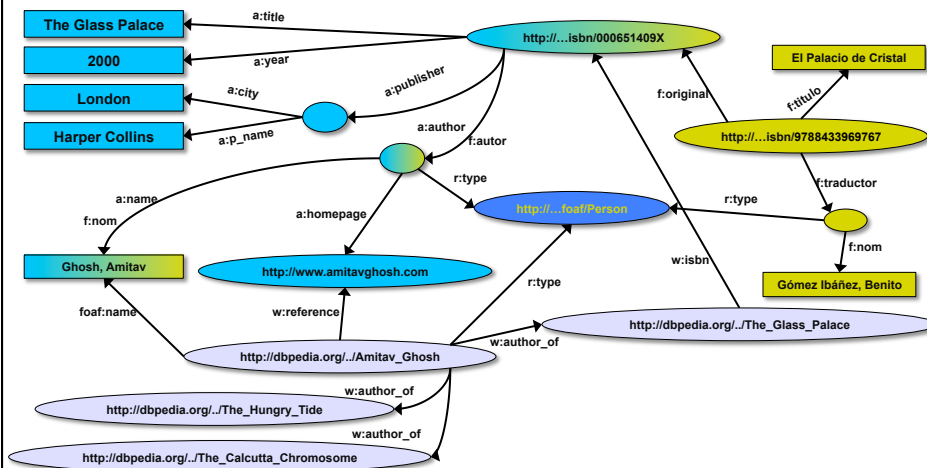 a:title
The Glass Palace
http://…isbn/000651409X
2000
a:year
El Palacio de Cristal
a:publisher
a:city
London
f:original
f:titulo
a:author
Harper Collins
a:p_name
f:autor
http://…isbn/9788433969767
r:type
f:traductor
a:name
a:homepage
http://…foaf/Person
r:type
f:nom
f:nom
Ghosh, Amitav
http://www.amitavghosh.com
w:isbn
r:type
Gómez Ibáñez, Benito
foaf:name
w:reference
http://dbpedia.org/../The_Glass_Palace
w:author_of
http://dbpedia.org/../Amitav_Ghosh
w:author_of
http://dbpedia.org/../The_Hungry_Tide
w:author_of
http://dbpedia.org/../The_Calcutta_Chromosome